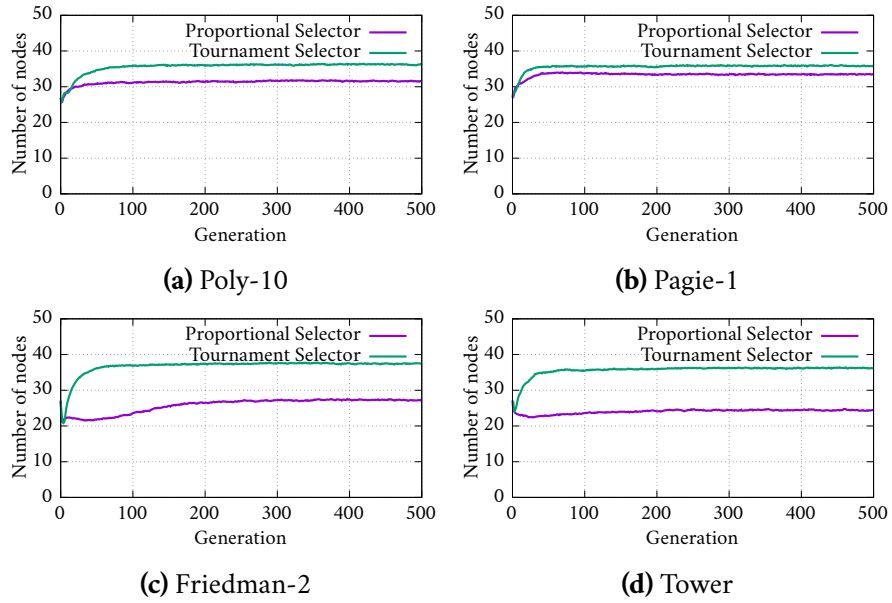 50
40
30
20
10
0
Number of nodes
Proportional Selector
Tournament Selector
0 100 200 300 400 500
Generation
(a) Poly-10
50
40
30
20
10
0
Number of nodes
Proportional Selector
Tournament Selector
0 100 200 300 400 500
Generation
(b) Pagie-1
50
40
30
20
10
0
Number of nodes
Proportional Selector
Tournament Selector
0 100 200 300 400 500
Generation
(c) Friedman-2
50
40
30
20
10
0
Number of nodes
Proportional Selector
Tournament Selector
0 100 200 300 400 500
Generation
(d) Tower